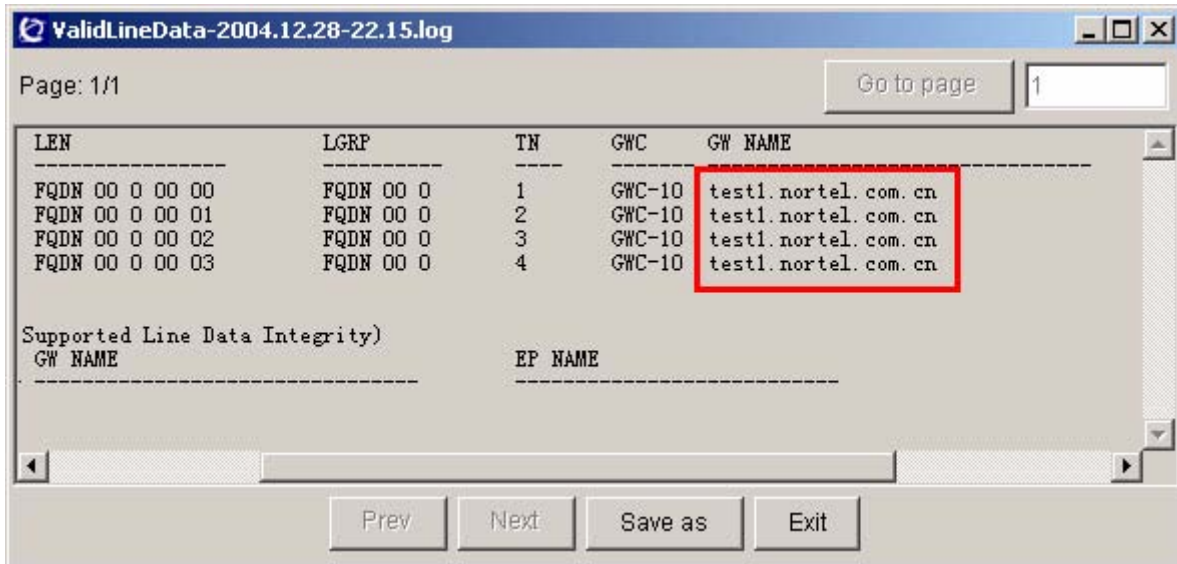 ValidLineData-2004.12.28-22.15.log
Page: 1/1 Go to page 1
LEN LGRP TN GWC GW NAME
----------------- ----------- ---- ------- -----------------------------------
FQDN 00 0 00 00 FQDN 00 0 1 GWC-10 test1.nortel.com.cn
FQDN 00 0 00 01 FQDN 00 0 2 GWC-10 test1.nortel.com.cn
FQDN 00 0 00 02 FQDN 00 0 3 GWC-10 test1.nortel.com.cn
FQDN 00 0 00 03 FQDN 00 0 4 GWC-10 test1.nortel.com.cn
Supported Line Data Integrity)
GW NAME EP NAME
----------------------------------- ------------------------------
Prev Next Save as Exit